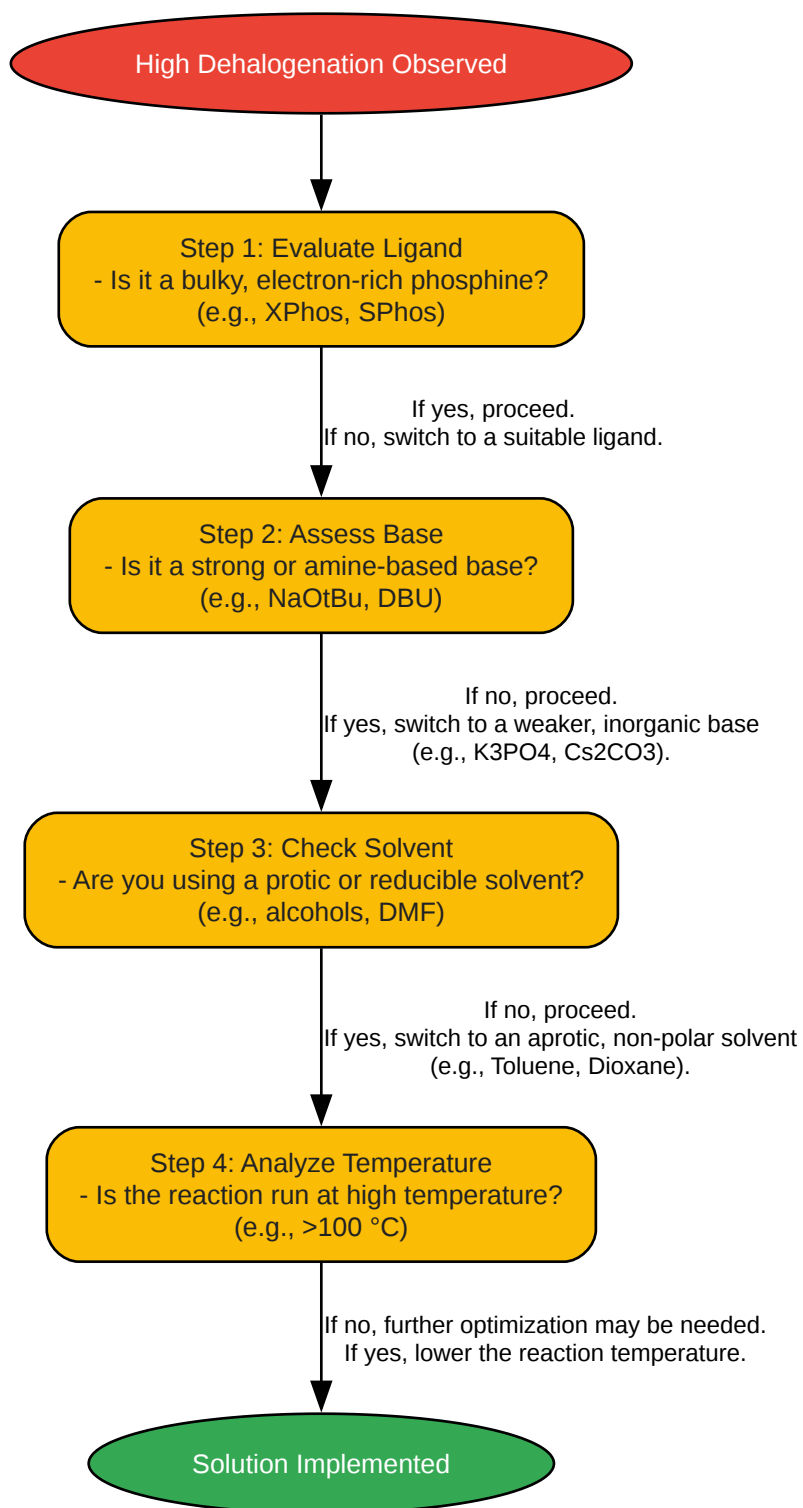 High Dehalogenation Observed
Step 1: Evaluate Ligand
- Is it a bulky, electron-rich phosphine?
(e.g., XPhos, SPhos)
If yes, proceed.
If no, switch to a suitable ligand.
Step 2: Assess Base
- Is it a strong or amine-based base?
(e.g., NaOtBu, DBU)
If no, proceed.
If yes, switch to a weaker, inorganic base
(e.g., K3PO4, Cs2CO3).
Step 3: Check Solvent
- Are you using a protic or reducible solvent?
(e.g., alcohols, DMF)
If no, proceed.
If yes, switch to an aprotic, non-polar solvent
(e.g., Toluene, Dioxane).
Step 4: Analyze Temperature
- Is the reaction run at high temperature?
(e.g., >100 °C)
If no, further optimization may be needed.
If yes, lower the reaction temperature.
Solution Implemented